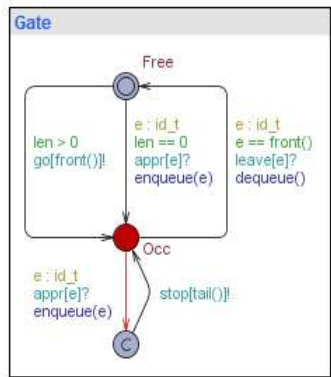 Gate
Free
len > 0
go[front()]!
e : id_t
len == 0
appr[e]?
enqueue(e)
e : id_t
e == front()
leave[e]?
dequeue()
Occ
e : id_t
appr[e]?
enqueue(e)
stop[tail()]!
C